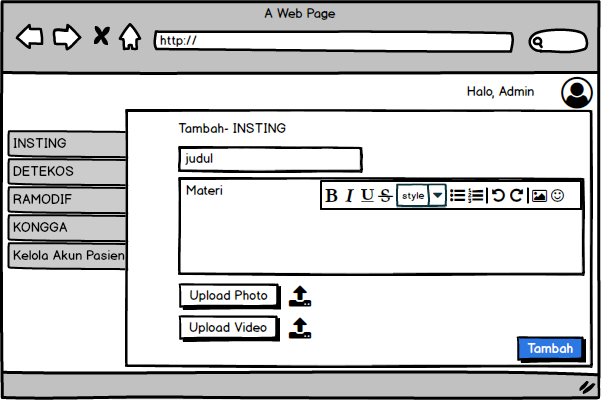 A Web Page
http://
Halo, Admin
INSTING
DETEKOS
RAMODIF
KONGGA
Kelola Akun Pasien
Tambah- INSTING
judul
Materi
B I U S style
Upload Photo
Upload Video
Tambah